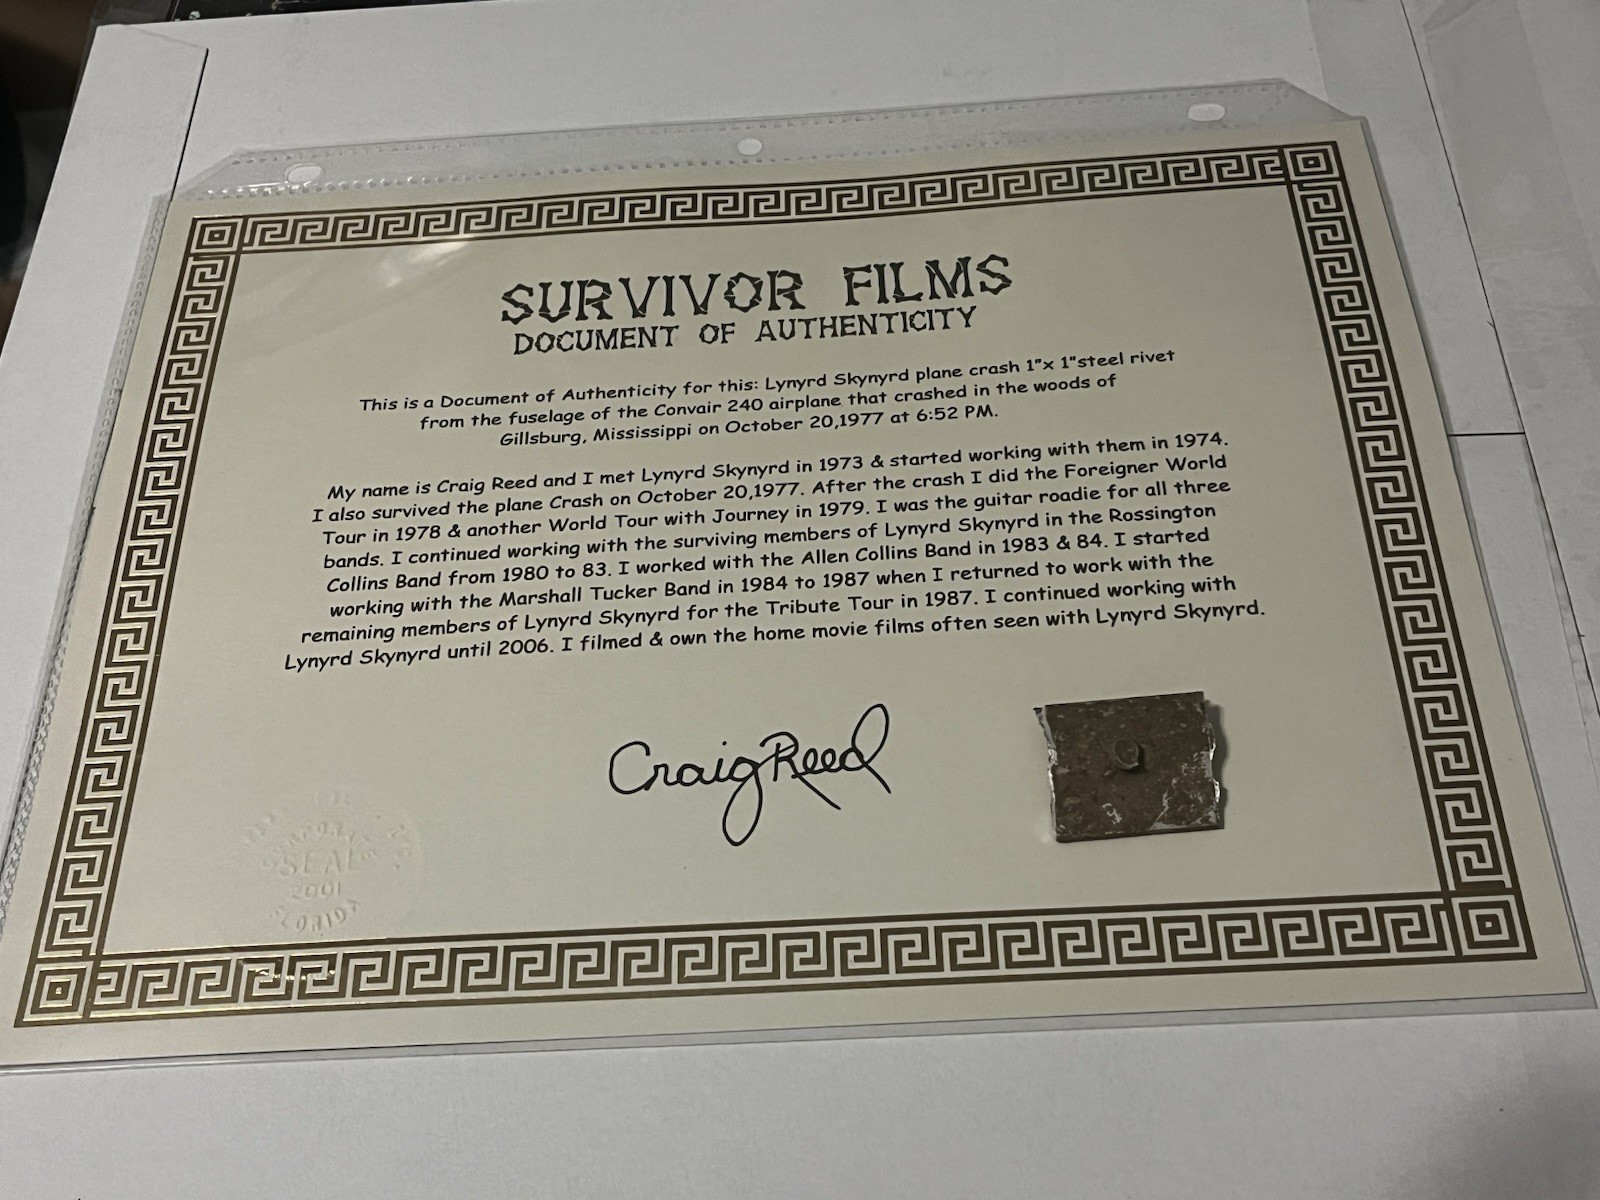 SURVIVOR FILMS
DOCUMENT OF AUTHENTICITY
This is a Document of Authenticity for this: Lynyrd Skynyrd plane crash 1"x 1"steel rivet
from the fuselage of the Convair 240 airplane that crashed in the woods of
Gillsburg, Mississippi on October 20,1977 at 6:52 PM.
My name is Craig Reed and I met Lynyrd Skynyrd in 1973 & started working with them in 1974.
I also survived the plane Crash on October 20,1977. After the crash I did the Foreigner World
Tour in 1978 & another World Tour with Journey in 1979. I was the guitar roadie for all three
bands. I continued working with the surviving members of Lynyrd Skynyrd in the Rossington
Collins Band from 1980 to 83. I worked with the Allen Collins Band in 1983 & 84. I started
working with the Marshall Tucker Band in 1984 to 1987 when I returned to work with the
remaining members of Lynyrd Skynyrd for the Tribute Tour in 1987. I continued working with
Lynyrd Skynyrd until 2006. I filmed & own the home movie films often seen with Lynyrd Skynyrd.
Craig Reed
SEAL
2001
FLORIDA